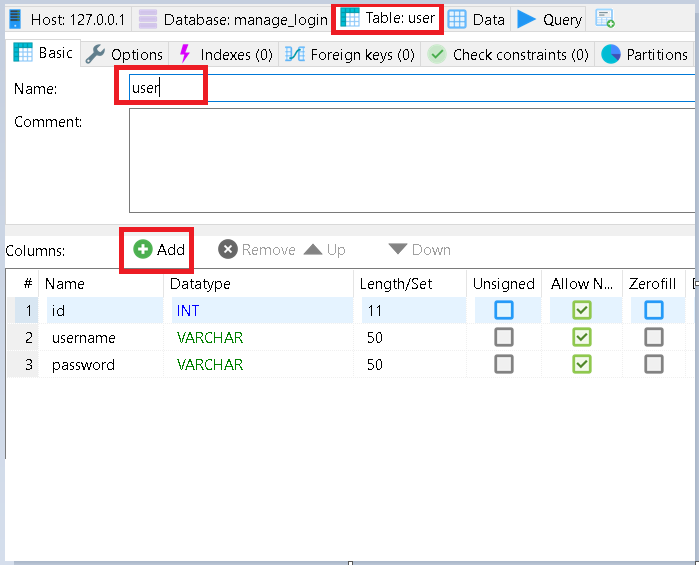 Host: 127.0.0.1 Database: manage_login Table: user Data Query
Basic Options Indexes (0) Foreign keys (0) Check constraints (0) Partitions
Name: user
Comment:
Columns: Add Remove Up Down
# Name Datatype Length/Set Unsigned Allow N... Zerofill
1 id INT 11
2 username VARCHAR 50
3 password VARCHAR 50